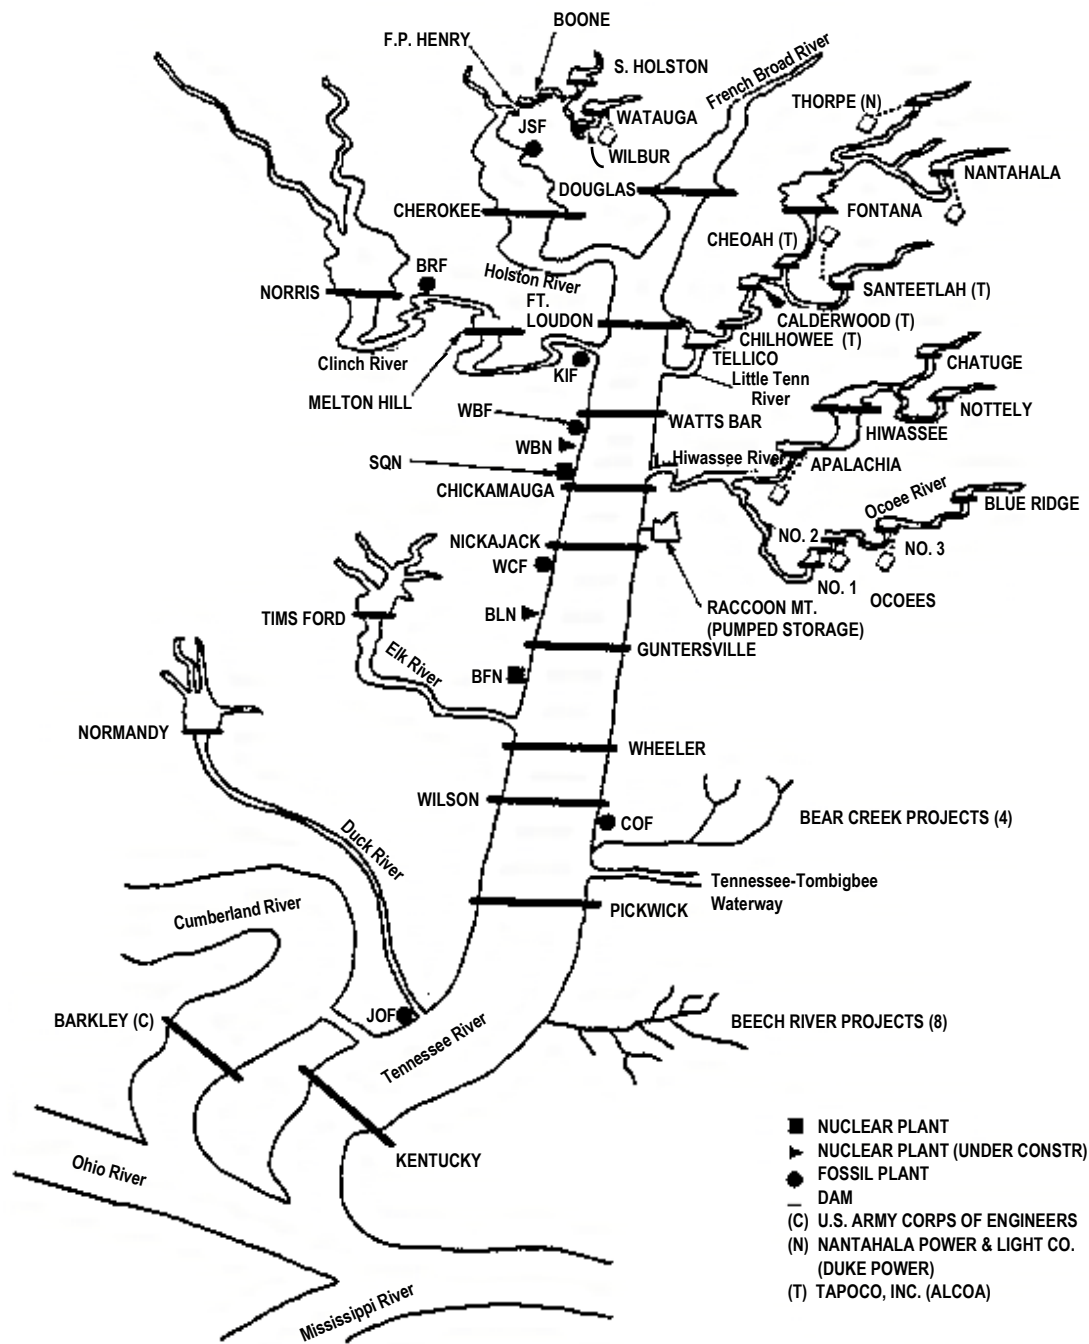 BOONE
F.P. HENRY
S. HOLSTON
French Broad River
THORPE (N)
WATAUGA
JSF
WILBUR
NANTAHALA
DOUGLAS
CHEROKEE
FONTANA
CHEOAH (T)
BRF
Holston River
NORRIS
SANTEETLAH (T)
FT.
LOUDON
CALDERWOOD (T)
CHILHOWEE (T)
TELLICO
Clinch River
KIF
CHATUGE
Little Tenn
River
MELTON HILL
WBF
WATTS BAR
NOTTELY
HIWASSEE
WBN
SQN
Hiwassee River
APALACHIA
CHICKAMAUGA
Ocoee River
BLUE RIDGE
NICKAJACK
NO. 2
NO. 3
WCF
NO. 1
OCOEES
RACCOON MT.
(PUMPED STORAGE)
TIMS FORD
BLN
GUNTERSVILLE
Elk River
BFN
NORMANDY
WHEELER
WILSON
COF
BEAR CREEK PROJECTS (4)
Duck River
Tennessee-Tombigbee
Waterway
Cumberland River
PICKWICK
JOF
BARKLEY (C)
Tennessee River
BEECH RIVER PROJECTS (8)
KENTUCKY
Ohio River
Mississippi River
NUCLEAR PLANT
NUCLEAR PLANT (UNDER CONSTR)
FOSSIL PLANT
DAM
(C) U.S. ARMY CORPS OF ENGINEERS
(N) NANTAHALA POWER & LIGHT CO.
(DUKE POWER)
(T) TAPOCO, INC. (ALCOA)